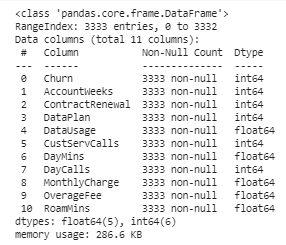 <class 'pandas.core.frame.DataFrame'>
RangeIndex: 3333 entries, 0 to 3332
Data columns (total 11 columns):
 #   Column           Non-Null Count  Dtype
---  ------           --------------  -----
 0   Churn            3333 non-null   int64
 1   AccountWeeks     3333 non-null   int64
 2   ContractRenewal  3333 non-null   int64
 3   DataPlan         3333 non-null   int64
 4   DataUsage        3333 non-null   float64
 5   CustServCalls    3333 non-null   int64
 6   DayMins          3333 non-null   float64
 7   DayCalls         3333 non-null   int64
 8   MonthlyCharge    3333 non-null   float64
 9   OverageFee       3333 non-null   float64
 10  RoamMins         3333 non-null   float64
dtypes: float64(5), int64(6)
memory usage: 286.6 KB